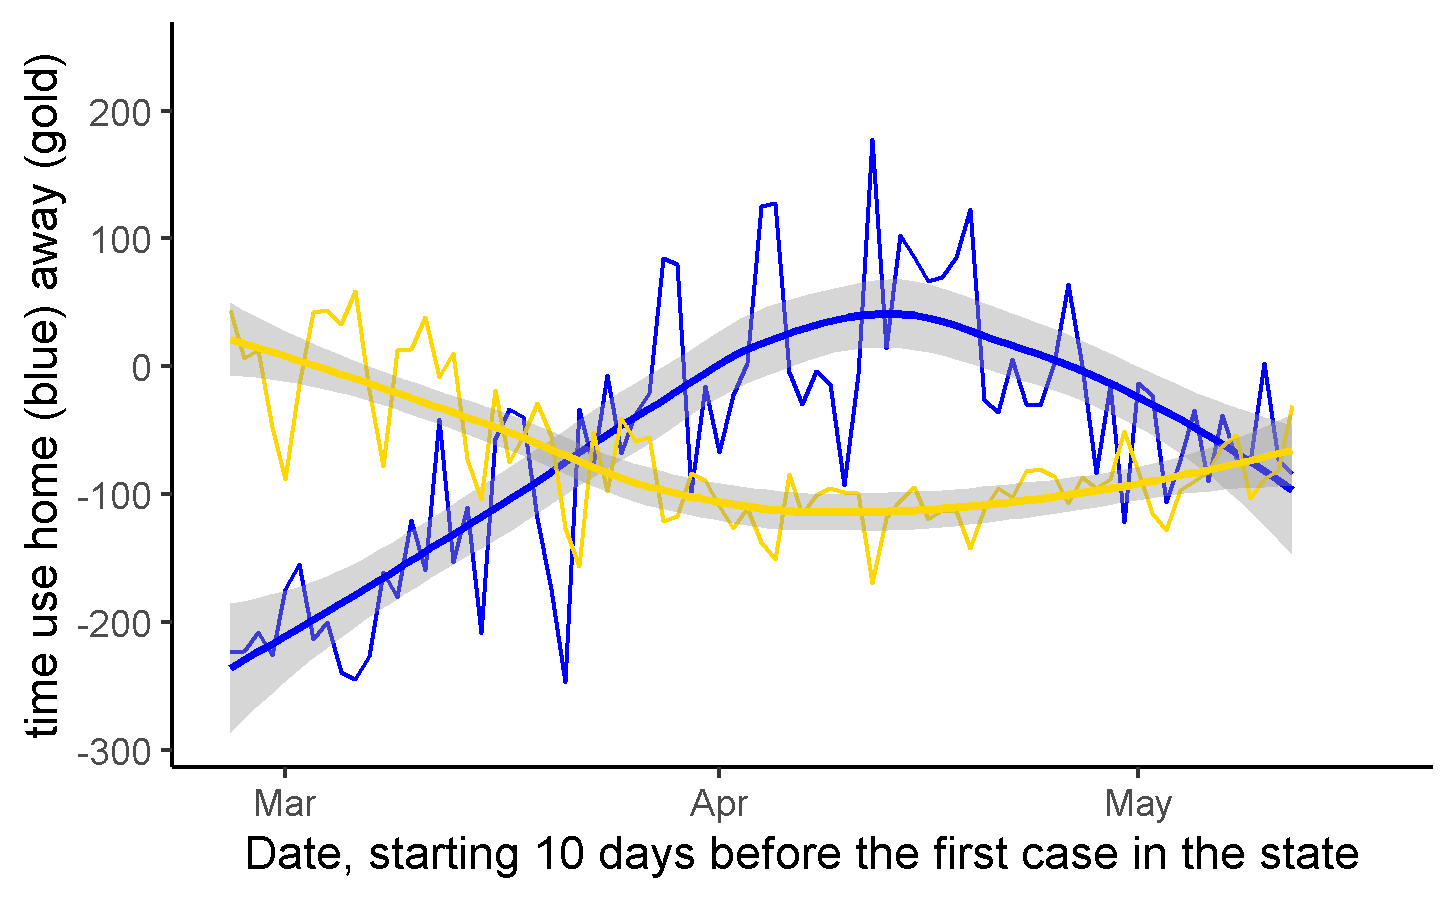 time use home (blue) away (gold)
200
100
0
-100
-200
-300
Mar Apr May
Date, starting 10 days before the first case in the state